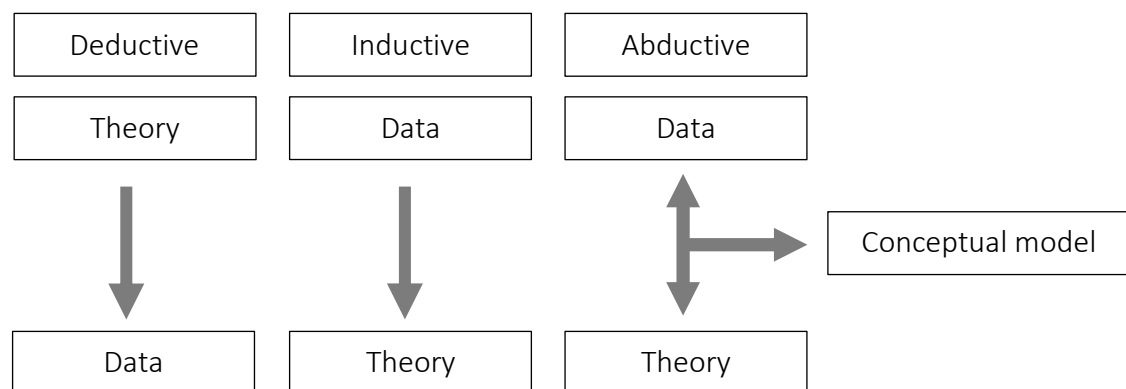 Deductive
Inductive
Abductive
Theory
Data
Data
Conceptual model
Data
Theory
Theory